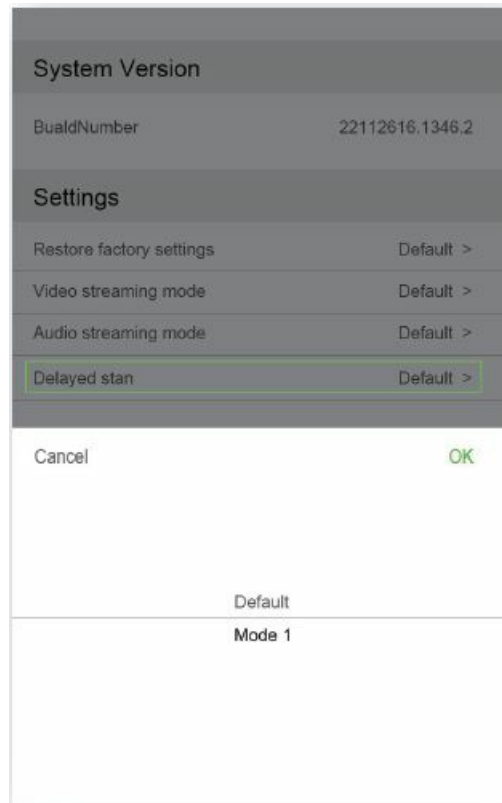 System Version
BualdNumber 22112616.1346.2
Settings
Restore factory settings Default >
Video streaming mode Default >
Audio streaming mode Default >
Delayed stan Default >
Cancel OK
Default
Mode 1